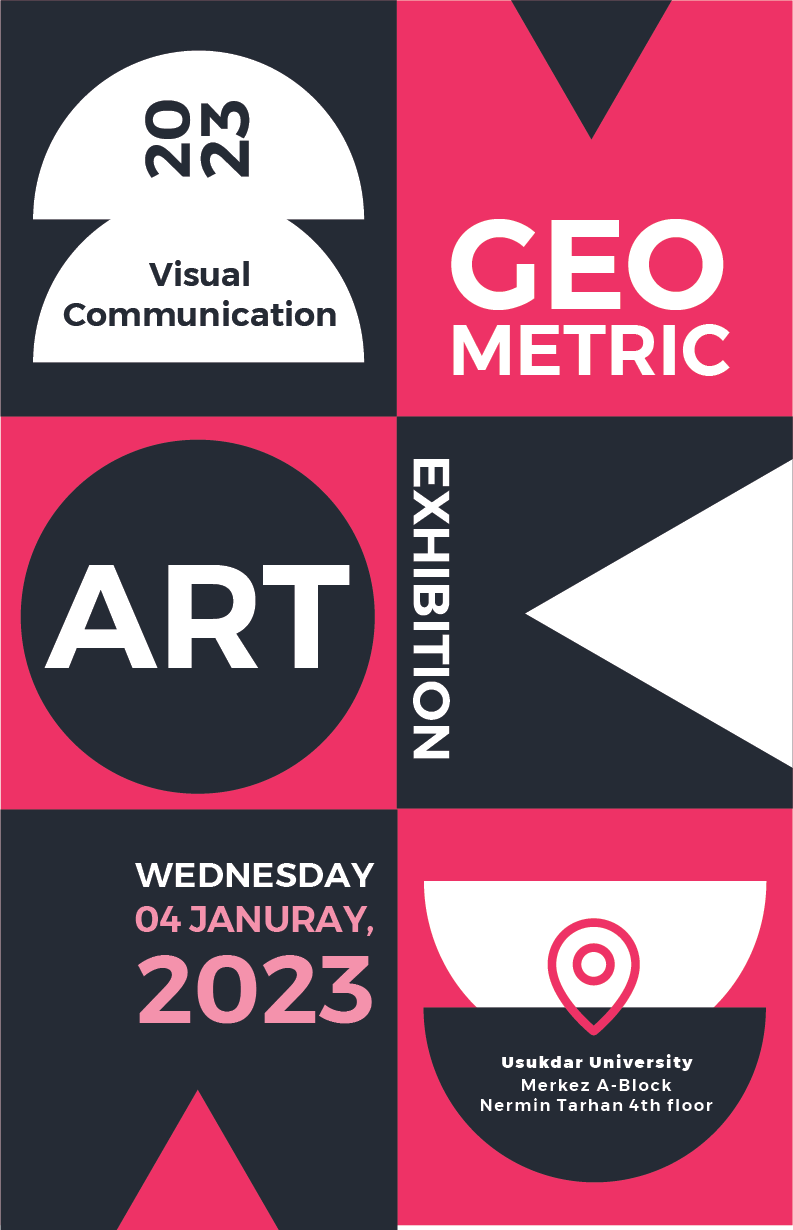 20
23
Visual
Communication
GEO
METRIC
ART
EXHIBITION
WEDNESDAY
04 JANURAY,
2023
Usukdar University
Merkez A-Block
Nermin Tarhan 4th floor